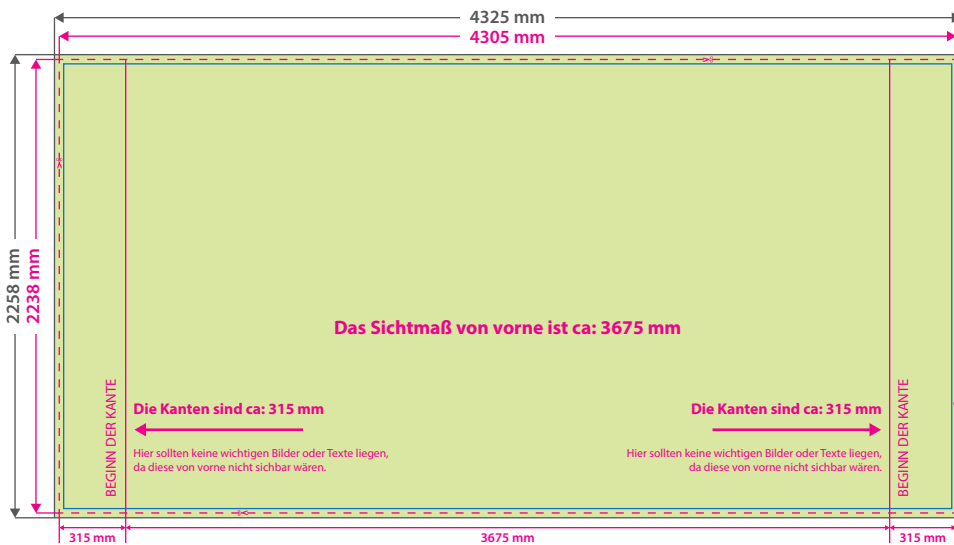 4325 mm
4305 mm
2258 mm
2238 mm
Das Sichtmaß von vorne ist ca: 3675 mm
BEGINN DER KANTE
Die Kanten sind ca: 315 mm
Hier sollten keine wichtigen Bilder oder Texte liegen,
da diese von vorne nicht sichbar wären.
Die Kanten sind ca: 315 mm
Hier sollten keine wichtigen Bilder oder Texte liegen,
da diese von vorne nicht sichbar wären.
BEGINN DER KANTE
315 mm
3675 mm
315 mm